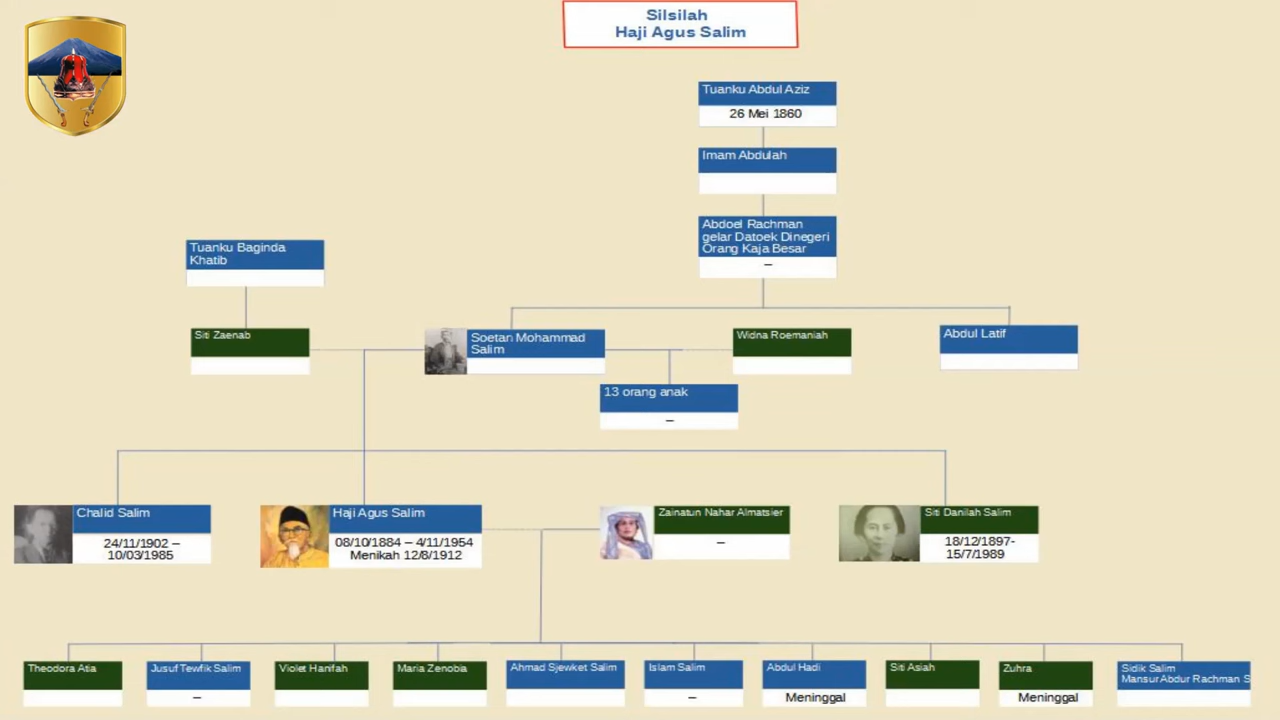 Silsilah
Haji Agus Salim
Tuanku Abdul Aziz
26 Mei 1860
Imam Abdulah
Abdoel Rachman
gelar Datoek Dinegeri
Orang Kaja Besar
–
Tuanku Baginda
Khatib
Siti Zaenab
Soetan Mohammad
Salim
Widna Roemaniah
Abdul Latif
13 orang anak
–
Chalid Salim
24/11/1902 –
10/03/1985
Haji Agus Salim
08/10/1884 – 4/11/1954
Menikah 12/8/1912
Zainatun Nahar Almatsier
–
Siti Danilah Salim
18/12/1897-
15/7/1989
Theodora Atia
Jusuf Tewfik Salim
–
Violet Hanifah
Maria Zenobia
Ahmad Sjewket Salim
Islam Salim
–
Abdul Hadi
Meninggal
Siti Asiah
Zuhra
Meninggal
Sidik Salim
Mansur Abdur Rachman S